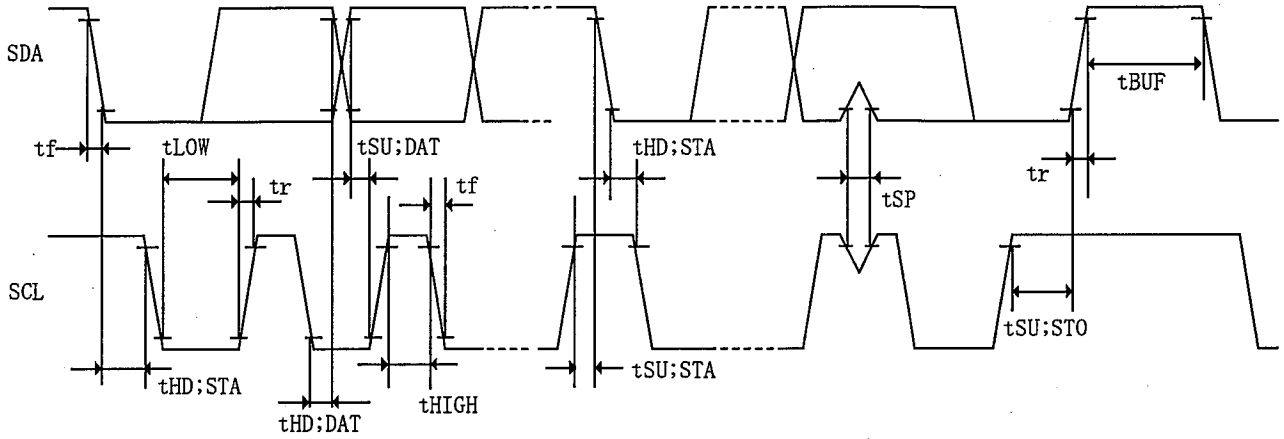 SDA
tBUF
tf
tLOW
tSU;DAT
tHD;STA
tr
tr
tf
tSP
SCL
tSU;STO
tHD;STA
tHIGH
tSU;STA
tHD;DAT